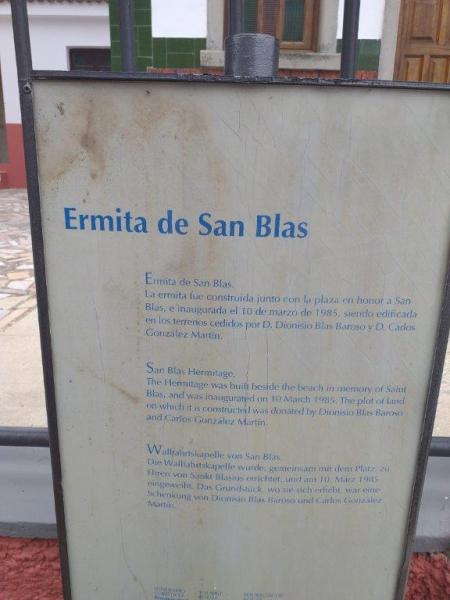 Ermita de San Blas
Ermita de San Blas.
La ermita fue construida junto con la plaza en honor a San
Blas, e inaugurada el 10 de marzo de 1985, siendo edificada
en los terrenos cedidos por D. Dionisio Blas Baroso y D. Carlos
González Martín.
San Blas Hermitage.
The Hermitage was built beside the beach in memory of Saint
Blas, and was inaugurated on 10 March 1985. The plot of land
on which it is constructed was donated by Dionisio Blas Baroso
and Carlos González Martin.
Wallfahrtskapelle von San Blas.
Die Wallfahrtskapelle wurde, gemeinsam mit dem Platz, zu
Ehren von Sankt Blasius errichtet, und am 10. März 1985
eingeweiht. Das Grundstück, wo sie sich erhebt, war eine
Schenkung von Dionisio Blas Baroso und Carlos González
Martín.